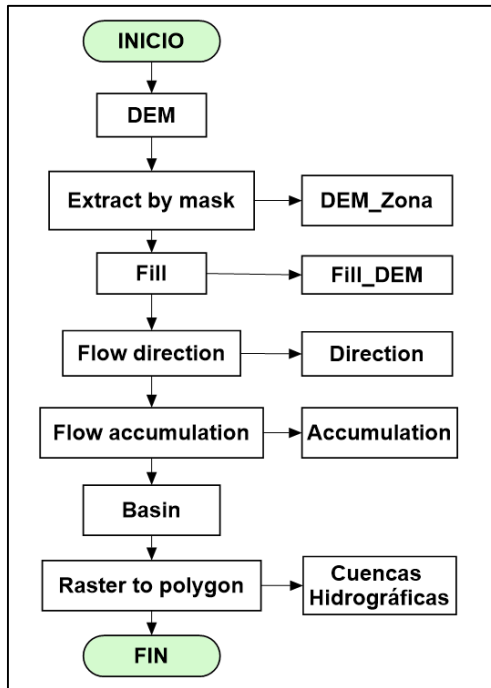 INICIO
DEM
Extract by mask
DEM_Zona
Fill
Fill_DEM
Flow direction
Direction
Flow accumulation
Accumulation
Basin
Raster to polygon
Cuencas
Hidrográficas
FIN